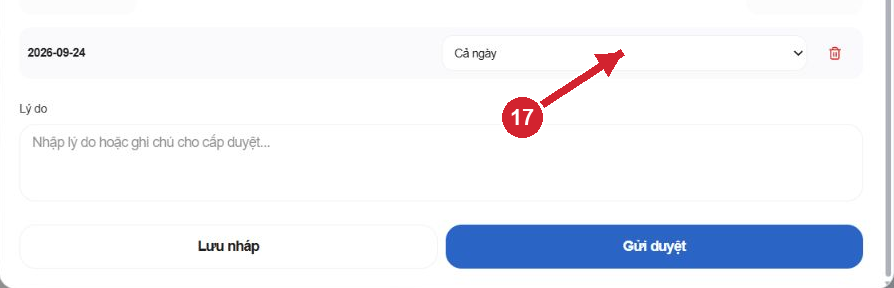 2026-09-24
Cả ngày
17
Lý do
Nhập lý do hoặc ghi chú cho cấp duyệt...
Lưu nháp
Gửi duyệt